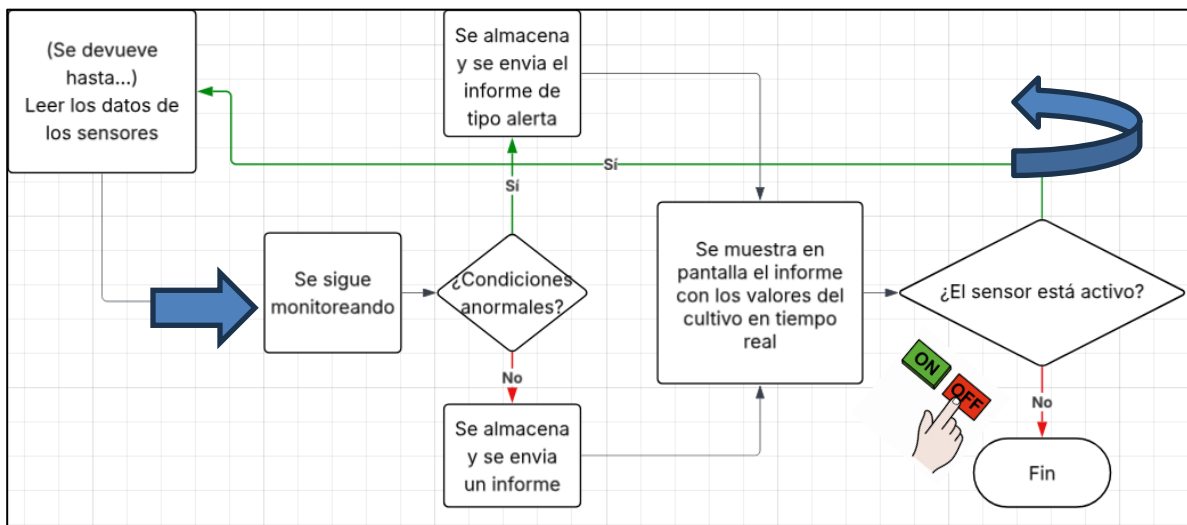 (Se devueve
hasta...)
Leer los datos de
los sensores
Se almacena
y se envia el
informe de
tipo alerta
Sí
Sí
Se sigue
monitoreando
¿Condiciones
anormales?
Se muestra en
pantalla el informe
con los valores del
cultivo en tiempo
real
¿El sensor está activo?
ON
OFF
No
No
Se almacena
y se envia
un informe
Fin